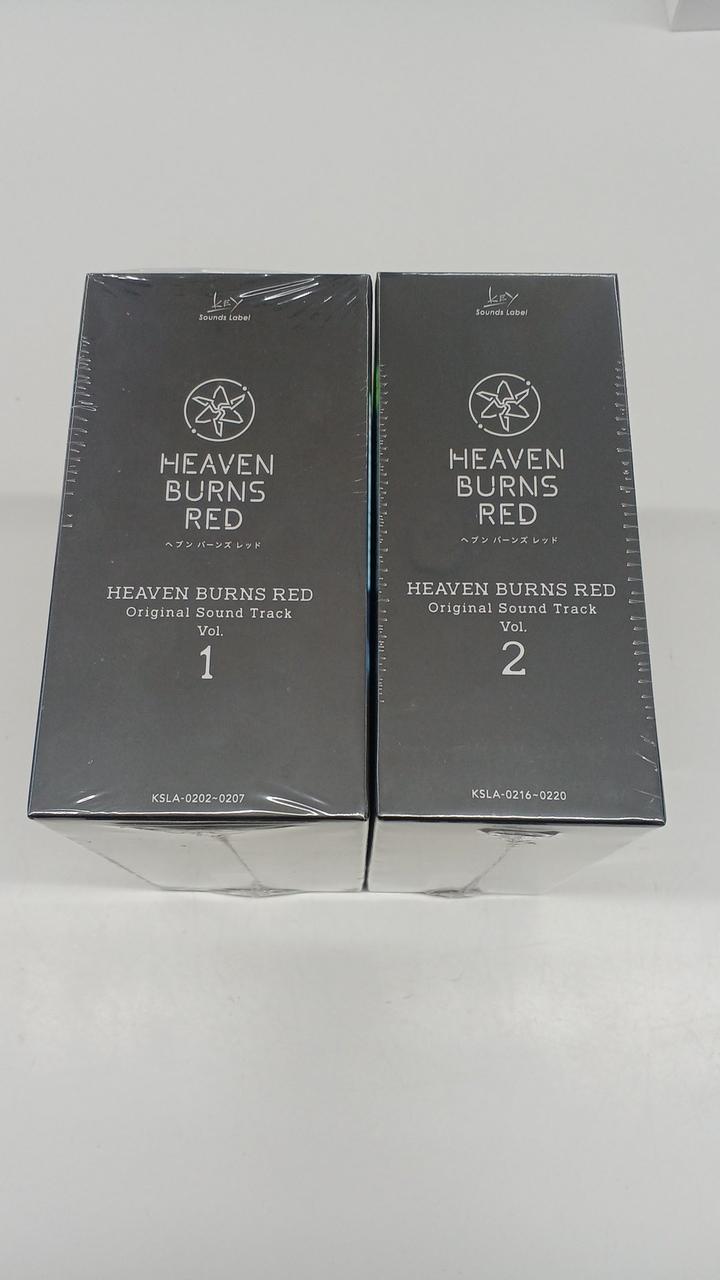 Key
Sounds Label
HEAVEN
BURNS
RED
ヘブン バーンズ レッド
HEAVEN BURNS RED
Original Sound Track
Vol.
1
KSLA-0202~0207
Key
Sounds Label
HEAVEN
BURNS
RED
ヘブン バーンズ レッド
HEAVEN BURNS RED
Original Sound Track
Vol.
2
KSLA-0216~0220